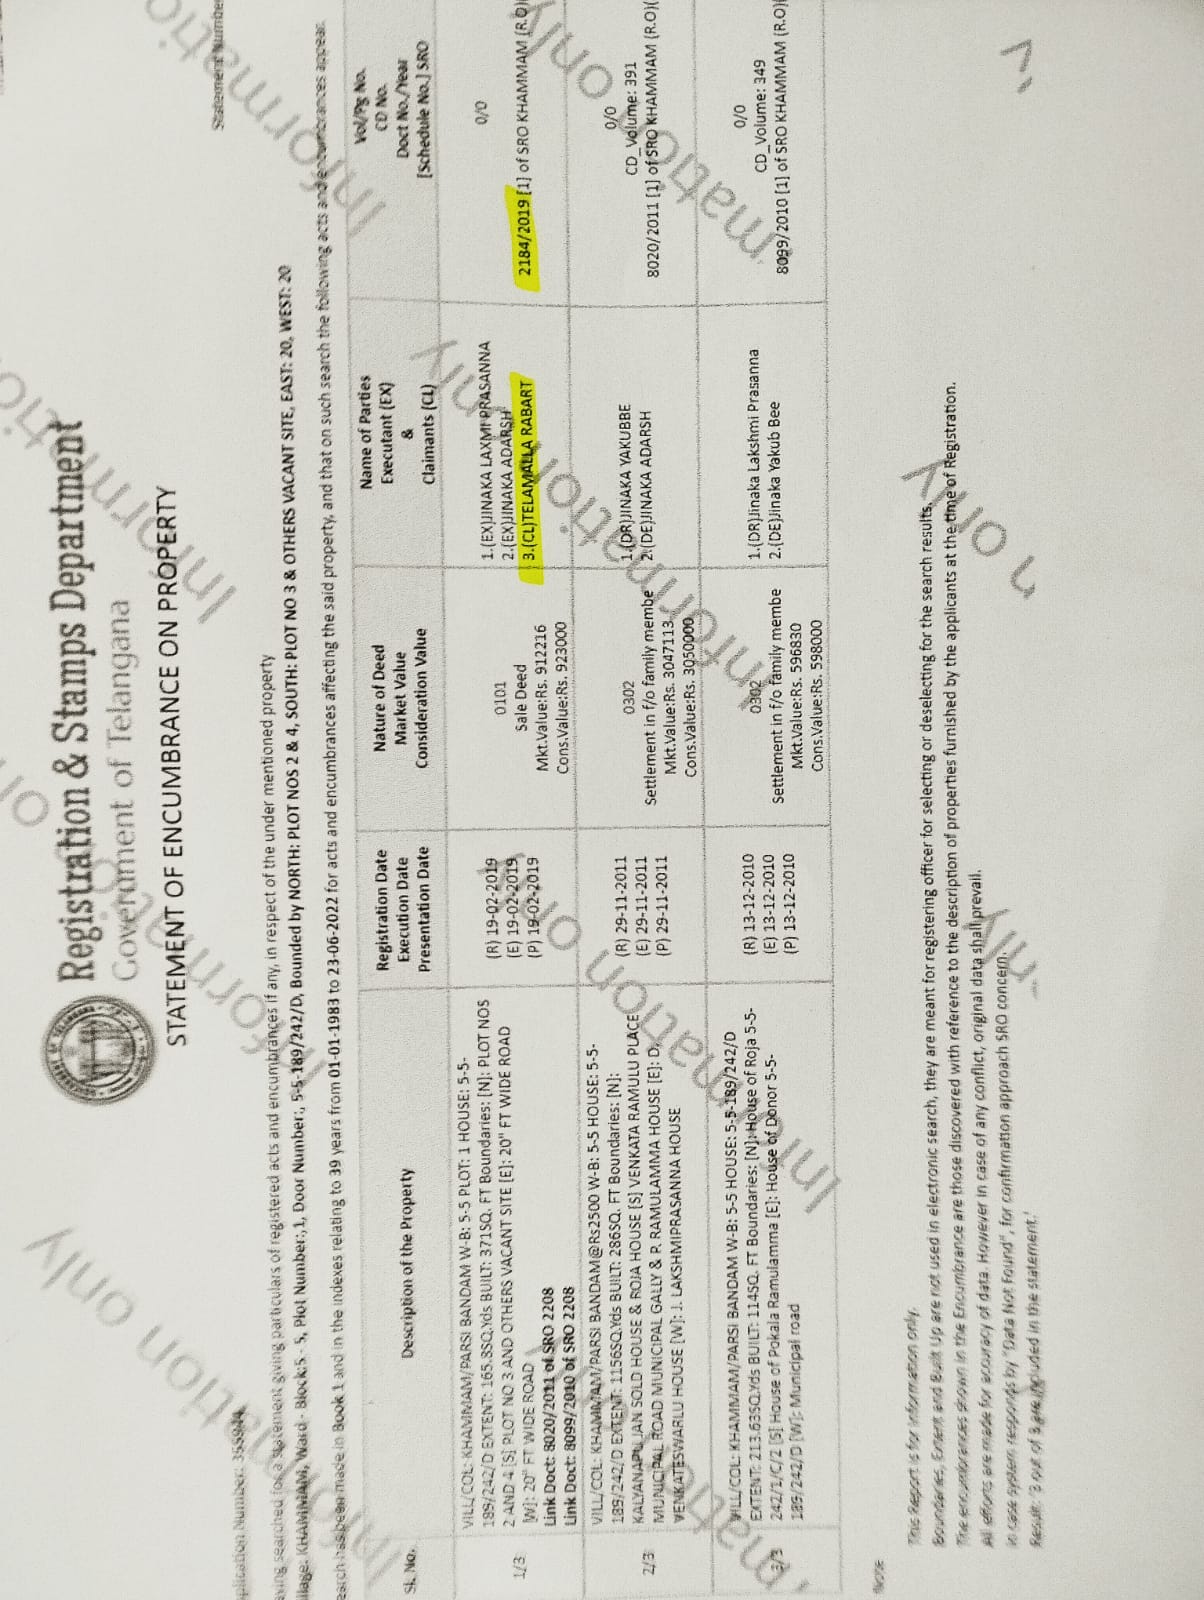 Registration & Stamps Department
Government of Telangana
STATEMENT OF ENCUMBRANCE ON PROPERTY
Statement Number
plication Number: 
ving searched for a statement giving particulars of registered acts and encumbrances if any, in respect of the under mentioned property
llage: KHAMMAM, Ward - Block:5 - 5, Plot Number:,1, Door Number:, 5-5-189/242/D, Bounded by NORTH: PLOT NOS 2 & 4, SOUTH: PLOT NO 3 & OTHERS VACANT SITE, EAST: 20, WEST: 20
earch has been made in Book 1 and in the indexes relating to 39 years from 01-01-1983 to 23-06-2022 for acts and encumbrances affecting the said property, and that on such search the following acts and encumbrances appear.
Sl. No.
Description of the Property
Registration Date
Execution Date
Presentation Date
Nature of Deed
Market Value
Consideration Value
Name of Parties
Executant (EX)
&
Claimants (CL)
Vol/Pg No.
CD No.
Doct No./Year
[Schedule No.] SRO
1/3
VILL/COL: KHAMMAM/PARSI BANDAM W-B: 5-5 PLOT: 1 HOUSE: 5-5-
189/242/D EXTENT: 165.8SQ.Yds BUILT: 371SQ. FT Boundaries: [N]: PLOT NOS
2 AND 4 [S] PLOT NO 3 AND OTHERS VACANT SITE [E]: 20" FT WIDE ROAD
[W]: 20" FT WIDE ROAD
Link Doct: 8020/2011 of SRO 2208
Link Doct: 8099/2010 of SRO 2208
(R) 19-02-2019
(E) 19-02-2019
(P) 19-02-2019
0101
Sale Deed
Mkt.Value:Rs. 912216
Cons.Value:Rs. 923000
1.(EX)JINAKA LAXMI PRASANNA
2.(EX)JINAKA ADARSH
3.(CL)TELAMALLA RABART
0/0
2184/2019 [1] of SRO KHAMMAM (R.O)
2/3
VILL/COL: KHAMMAM/PARSI BANDAM@Rs2500 W-B: 5-5 HOUSE: 5-5-
189/242/D EXTENT: 1156SQ.Yds BUILT: 286SQ. FT Boundaries: [N]:
KALYANAPU JAN SOLD HOUSE & ROJA HOUSE [S] VENKATA RAMULU PLACE
MUNICIPAL ROAD MUNICIPAL GALLY & P. RAMULAMMA HOUSE [E]: D,
VENKATESWARLU HOUSE [W]: J. LAKSHMIPRASANNA HOUSE
(R) 29-11-2011
(E) 29-11-2011
(P) 29-11-2011
0302
Settlement in f/o family membe
Mkt.Value:Rs. 3047113
Cons.Value:Rs. 3050000
1.(DR)JINAKA YAKUBBE
2.(DE)JINAKA ADARSH
0/0
CD_Volume: 391
8020/2011 [1] of SRO KHAMMAM (R.O)(
3/3
VILL/COL: KHAMMAM/PARSI BANDAM W-B: 5-5 HOUSE: 5-5-189/242/D
EXTENT: 213.63SQ.Yds BUILT: 114SQ. FT Boundaries: [N]: House of Roja 5-5-
242/1/C/2 [S] House of Pokala Ramulamma [E]: House of Donor 5-5-
189/242/D [W]: Municipal road
(R) 13-12-2010
(E) 13-12-2010
(P) 13-12-2010
0302
Settlement in f/o family membe
Mkt.Value:Rs. 596830
Cons.Value:Rs. 598000
1.(DR)Jinaka Lakshmi Prasanna
2.(DE)Jinaka Yakub Bee
0/0
CD_Volume: 349
8099/2010 [1] of SRO KHAMMAM (R.O)(
NOTE
This Report is for information only.
Boundaries, Extent and Built Up are not used in electronic search, they are meant for registering officer for selecting or deselecting for the search results.
The encumbrances shown in the Encumbrance are those discovered with reference to the description of properties furnished by the applicants at the time of Registration.
All efforts are made for accuracy of data. However in case of any conflict, original data shall prevail.
In case system responds by "Data Not Found", for confirmation approach SRO concern.
Result: '3 out of 3 are included in the statement.'
Information only